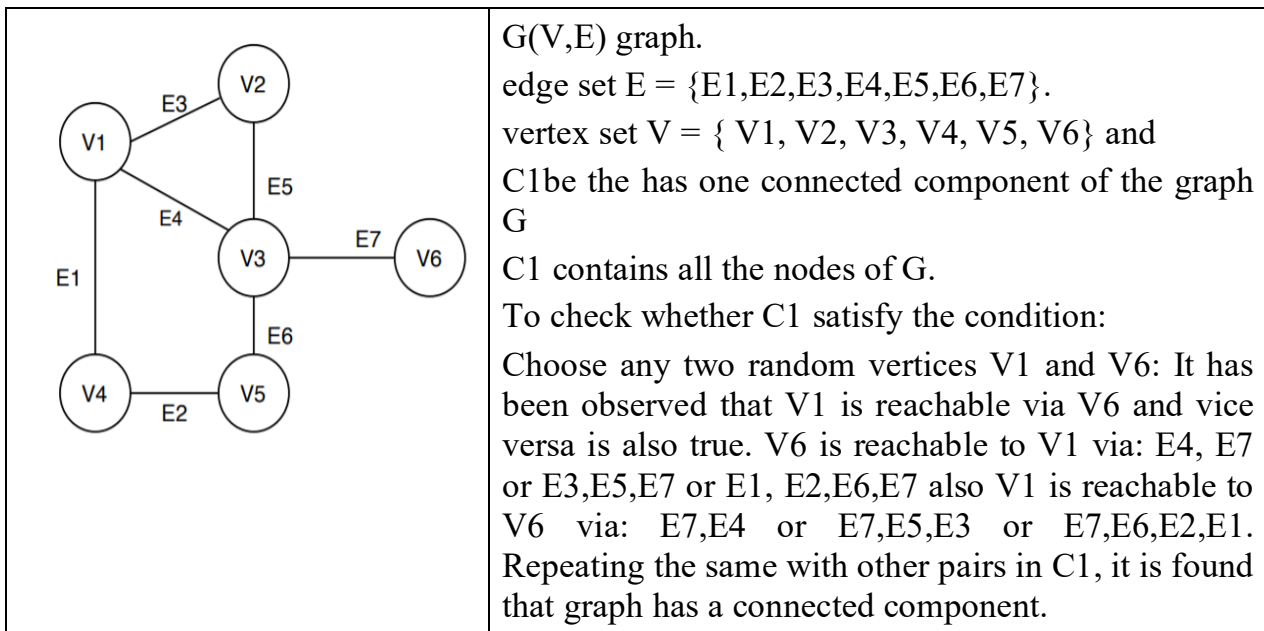 V2
E3
V1
E5
E4
E7
V3
V6
E1
E6
V4
V5
E2
G(V,E) graph.
edge set E = {E1,E2,E3,E4,E5,E6,E7}.
vertex set V = { V1, V2, V3, V4, V5, V6} and
C1be the has one connected component of the graph
G
C1 contains all the nodes of G.
To check whether C1 satisfy the condition:
Choose any two random vertices V1 and V6: It has
been observed that V1 is reachable via V6 and vice
versa is also true. V6 is reachable to V1 via: E4, E7
or E3,E5,E7 or E1, E2,E6,E7 also V1 is reachable to
V6 via: E7,E4 or E7,E5,E3 or E7,E6,E2,E1.
Repeating the same with other pairs in C1, it is found
that graph has a connected component.